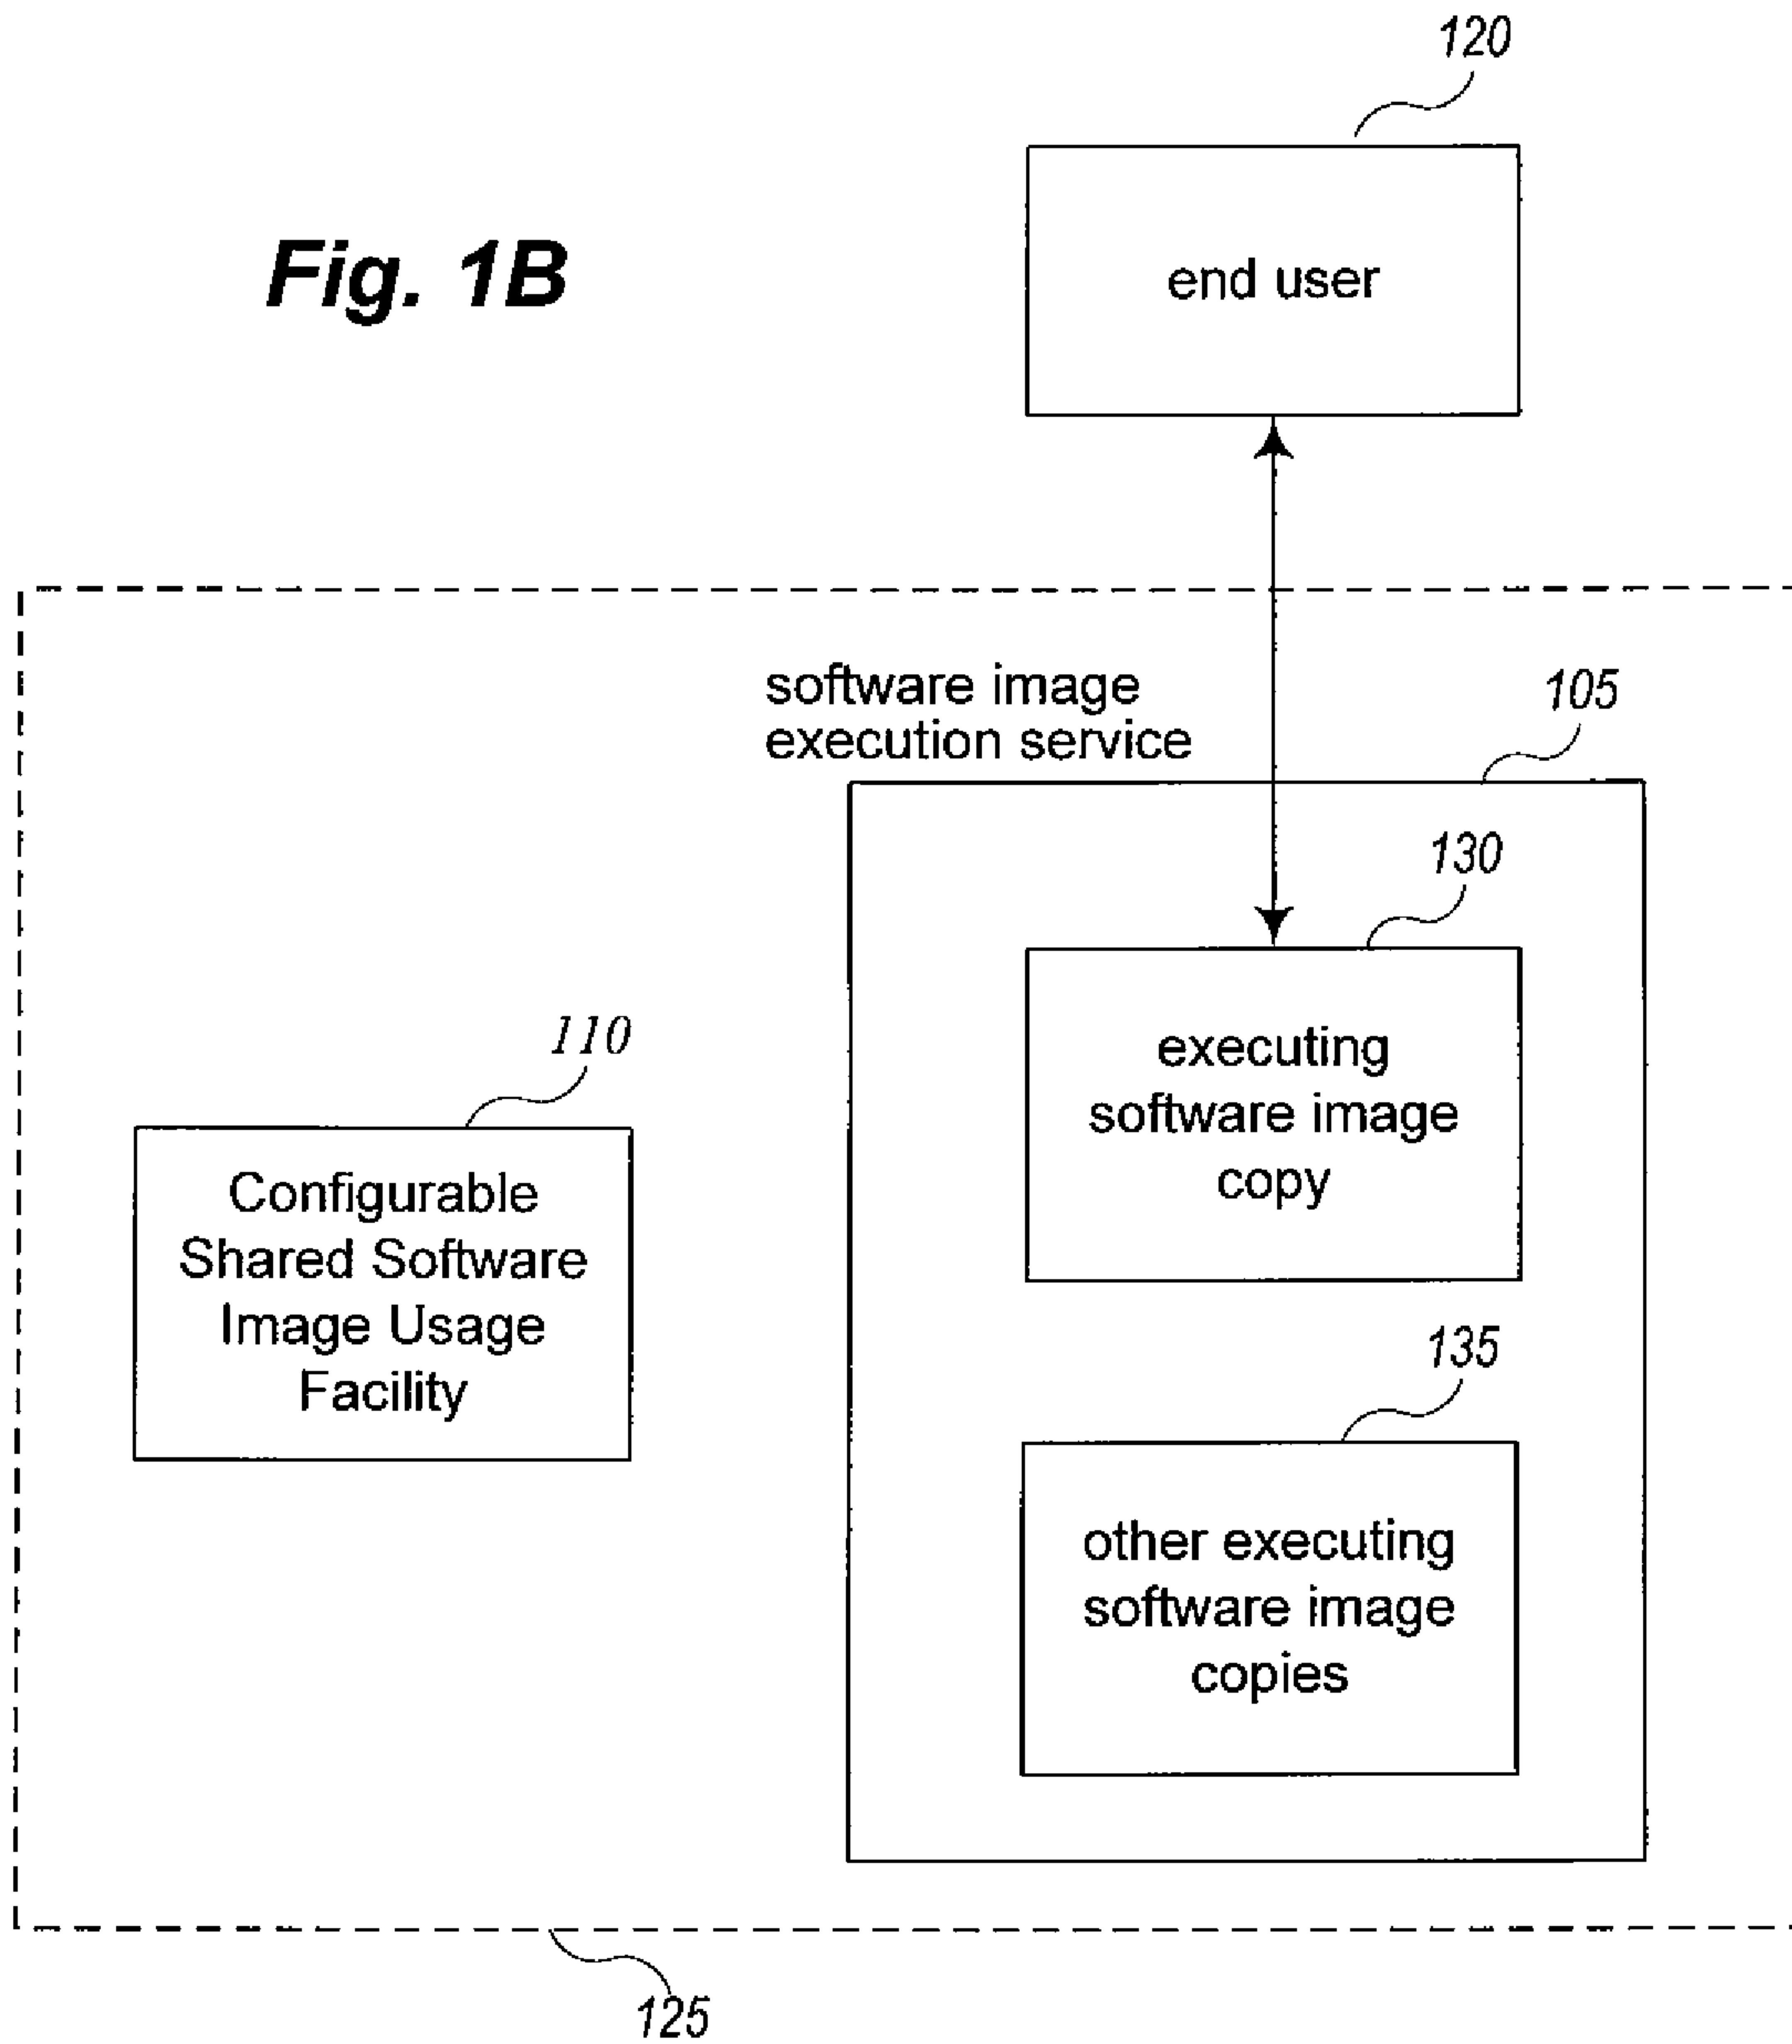 120
Fig. 1B
end user
software image
execution service
105
130
executing
software image
copy
110
Configurable
Shared Software
Image Usage
Facility
135
other executing
software image
copies
125